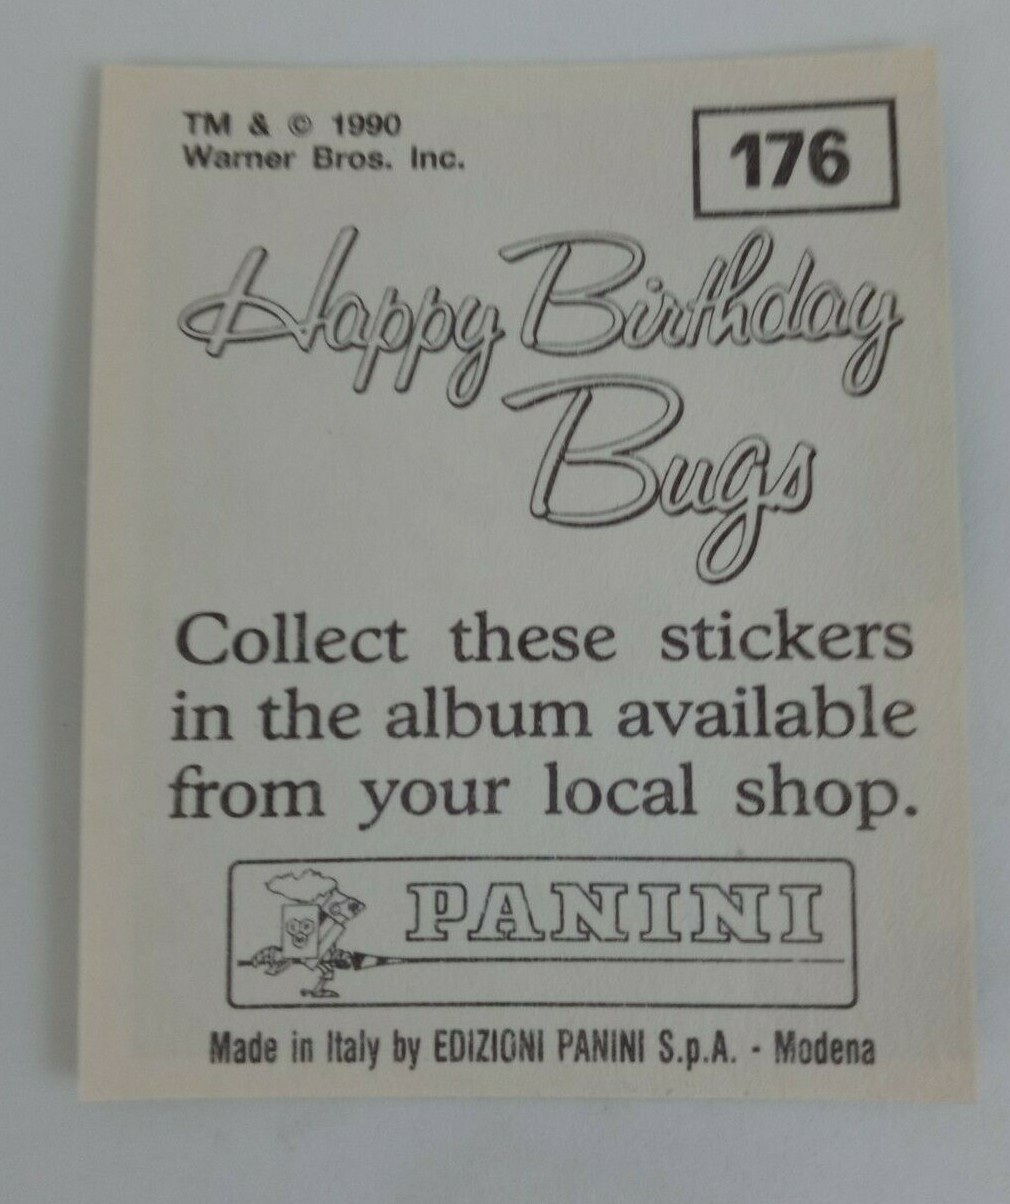 TM & © 1990
Warner Bros. Inc.
176
Happy Birthday
Bugs
Collect these stickers
in the album available
from your local shop.
PANINI
Made in Italy by EDIZIONI PANINI S.p.A. - Modena